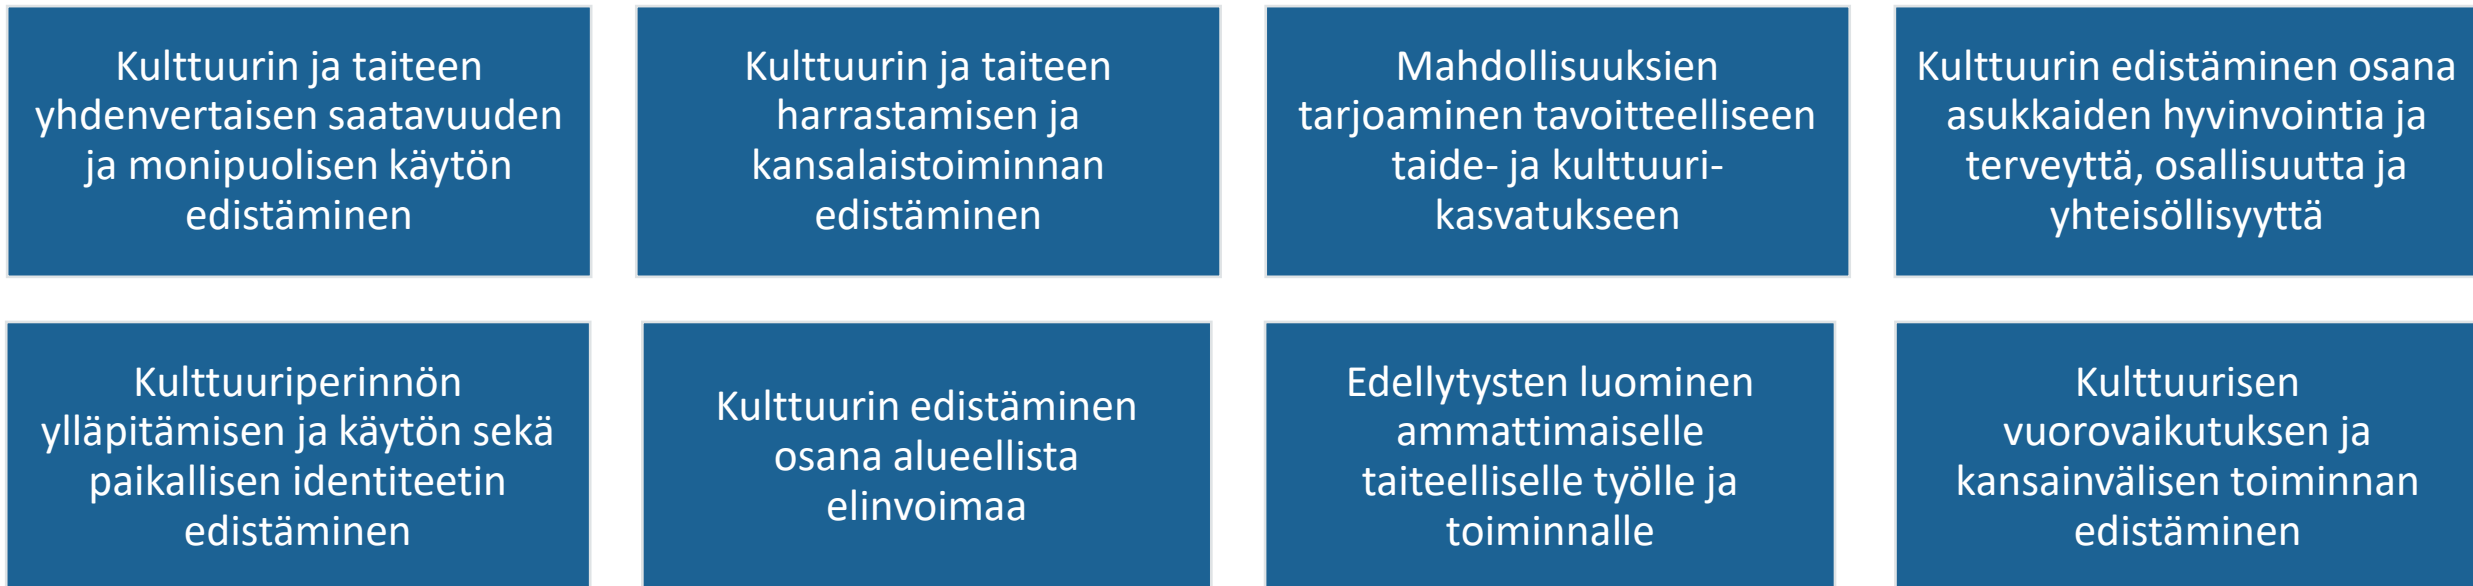 Kulttuurin ja taiteen
yhdenvertaisen saatavuuden
ja monipuolisen käytön
edistäminen
Kulttuurin ja taiteen
harrastamisen ja
kansalaistoiminnan
edistäminen
Mahdollisuuksien
tarjoaminen tavoitteelliseen
taide- ja kulttuuri-
kasvatukseen
Kulttuurin edistäminen osana
asukkaiden hyvinvointia ja
terveyttä, osallisuutta ja
yhteisöllisyyttä
Kulttuuriperinnön
ylläpitämisen ja käytön sekä
paikallisen identiteetin
edistäminen
Kulttuurin edistäminen
osana alueellista
elinvoimaa
Edellytysten luominen
ammattimaiselle
taiteelliselle työlle ja
toiminnalle
Kulttuurisen
vuorovaikutuksen ja
kansainvälisen toiminnan
edistäminen